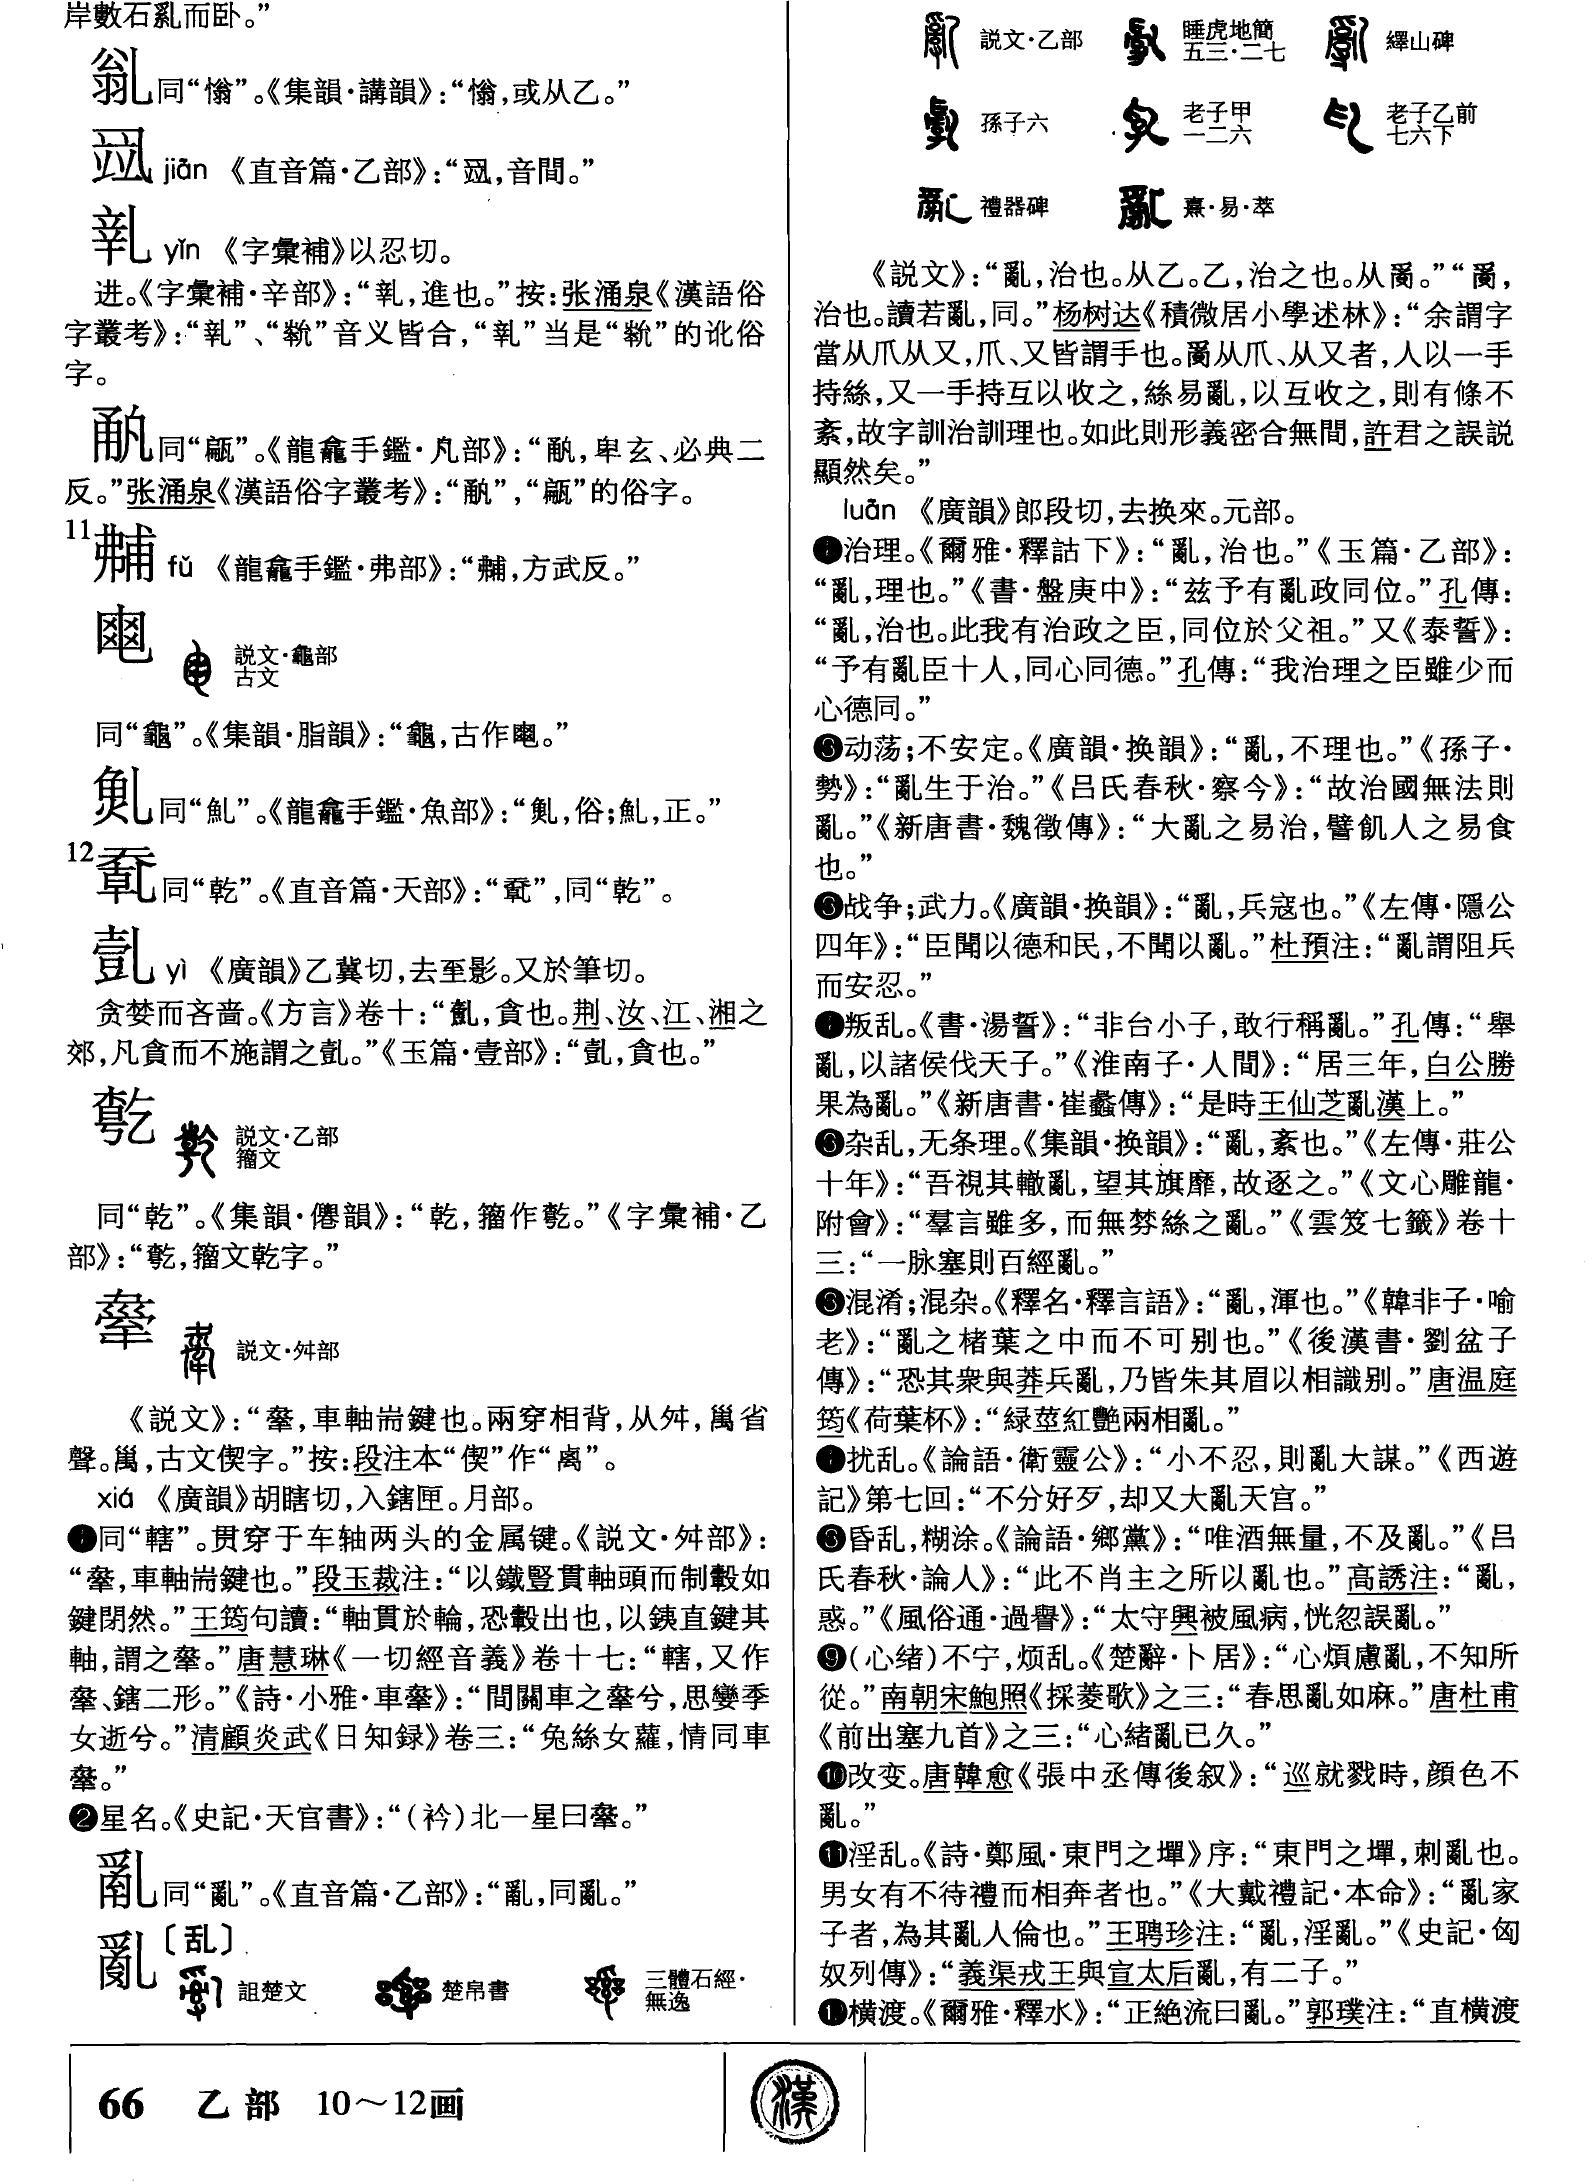 岸數石亂而卧。”
同“慃”。《集韻·講韻》：“慃，或从乙。”
jiān 《直音篇·乙部》：“，音間。”
yǐn 《字彙補》以忍切。
进。《字彙補·辛部》：“，進也。”按：张涌泉《漢語俗
字叢考》：“”、“”音义皆合，“”当是“”的讹俗
字。
同“”。《龍龕手鑑·凡部》：“，卑玄、必典二
反。”张涌泉《漢語俗字叢考》：“”，“”的俗字。
11
fǔ 《龍龕手鑑·弗部》：“，方武反。”
説文·龜部
古文
同“龜”。《集韻·脂韻》：“龜，古作。”
同“魤”。《龍龕手鑑·魚部》：“，俗；，正。”
12
同“乾”。《直音篇·天部》：“”，同“乾”。
亄 yì 《廣韻》乙冀切，去至影。又於筆切。
贪婪而吝啬。《方言》卷十：“亄，貪也。荆、汝、江、湘之
郊，凡貪而不施謂之亄。”《玉篇·壹部》：“亄，貪也。”
説文·乙部
籀文
同“乾”。《集韻·僊韻》：“乾，籀作。”《字彙補·乙
部》：“，籀文乾字。”
舝
説文·舛部
《説文》：“舝，車軸耑鍵也。兩穿相背，从舛，省
聲。，古文偰字。”按：段注本“偰”作“卨”。
xiá 《廣韻》胡瞎切，入鎋匣。月部。
❶同“轄”。贯穿于车轴两头的金属键。《説文·舛部》：
“舝，車軸耑鍵也。”段玉裁注：“以鐵豎貫軸頭而制轂如
鍵閉然。”王筠句讀：“軸貫於輪，恐轂出也，以鐵直鍵其
軸，謂之舝。”唐慧琳《一切經音義》卷十七：“轄，又作
舝、鎋二形。”《詩·小雅·車舝》：“間關車之舝兮，思孌季
女逝兮。”清顧炎武《日知録》卷三：“兔絲女蘿，情同車
舝。”
❷星名。《史記·天官書》：“（衿）北一星曰舝。”
同“亂”。《直音篇·乙部》：“亂，同亂。”
亂〔乱〕
詛楚文 楚帛書 三體石經·
無逸
説文·乙部 睡虎地簡
五三·二七 繹山碑
孫子六 老子甲
一二六 老子乙前
七六下
禮器碑 熹·易·萃
《説文》：“亂，治也。从乙。乙，治之也。从𤔔。”“𤔔，
治也。讀若亂，同。”杨树达《積微居小學述林》：“余謂字
當从爪从又，爪、又皆謂手也。𤔔从爪、从又者，人以一手
持絲，又一手持互以收之，絲易亂，以互收之，則有條不
紊，故字訓治訓理也。如此則形義密合無間，許君之誤説
顯然矣。”
luàn 《廣韻》郎段切，去换來。元部。
❶治理。《爾雅·釋詁下》：“亂，治也。”《玉篇·乙部》：
“亂，理也。”《書·盤庚中》：“兹予有亂政同位。”孔傳：
“亂，治也。此我有治政之臣，同位於父祖。”又《泰誓》：
“予有亂臣十人，同心同德。”孔傳：“我治理之臣雖少而
心德同。”
❷动荡；不安定。《廣韻·换韻》：“亂，不理也。”《孫子·
勢》：“亂生于治。”《吕氏春秋·察今》：“故治國無法則
亂。”《新唐書·魏徵傳》：“大亂之易治，譬飢人之易食
也。”
❸战争；武力。《廣韻·换韻》：“亂，兵寇也。”《左傳·隱公
四年》：“臣聞以德和民，不聞以亂。”杜預注：“亂謂阻兵
而安忍。”
❹叛乱。《書·湯誓》：“非台小子，敢行稱亂。”孔傳：“舉
亂，以諸侯伐天子。”《淮南子·人間》：“居三年，白公勝
果為亂。”《新唐書·崔蠡傳》：“是時王仙芝亂漢上。”
❺杂乱，无条理。《集韻·换韻》：“亂，紊也。”《左傳·莊公
十年》：“吾視其轍亂，望其旗靡，故逐之。”《文心雕龍·
附會》：“羣言雖多，而無棼絲之亂。”《雲笈七籤》卷十
三：“一脉塞則百經亂。”
❻混淆；混杂。《釋名·釋言語》：“亂，渾也。”《韓非子·喻
老》：“亂之楮葉之中而不可别也。”《後漢書·劉盆子
傳》：“恐其衆與莽兵亂，乃皆朱其眉以相識别。”唐温庭
筠《荷葉杯》：“緑莖紅艷兩相亂。”
❼扰乱。《論語·衛靈公》：“小不忍，則亂大謀。”《西遊
記》第七回：“不分好歹，却又大亂天宫。”
❽昏乱，糊涂。《論語·鄉黨》：“唯酒無量，不及亂。”《吕
氏春秋·論人》：“此不肖主之所以亂也。”高誘注：“亂，
惑。”《風俗通·過譽》：“太守興被風病，恍忽誤亂。”
❾（心绪）不宁，烦乱。《楚辭·卜居》：“心煩慮亂，不知所
從。”南朝宋鮑照《採菱歌》之三：“春思亂如麻。”唐杜甫
《前出塞九首》之三：“心緒亂已久。”
❿改变。唐韓愈《張中丞傳後叙》：“巡就戮時，顔色不
亂。”
⓫淫乱。《詩·鄭風·東門之墠》序：“東門之墠，刺亂也。
男女有不待禮而相奔者也。”《大戴禮記·本命》：“亂家
子者，為其亂人倫也。”王聘珍注：“亂，淫亂。”《史記·匈
奴列傳》：“義渠戎王與宣太后亂，有二子。”
⓬横渡。《爾雅·釋水》：“正絶流曰亂。”郭璞注：“直横渡
66 乙部 10～12画
漢